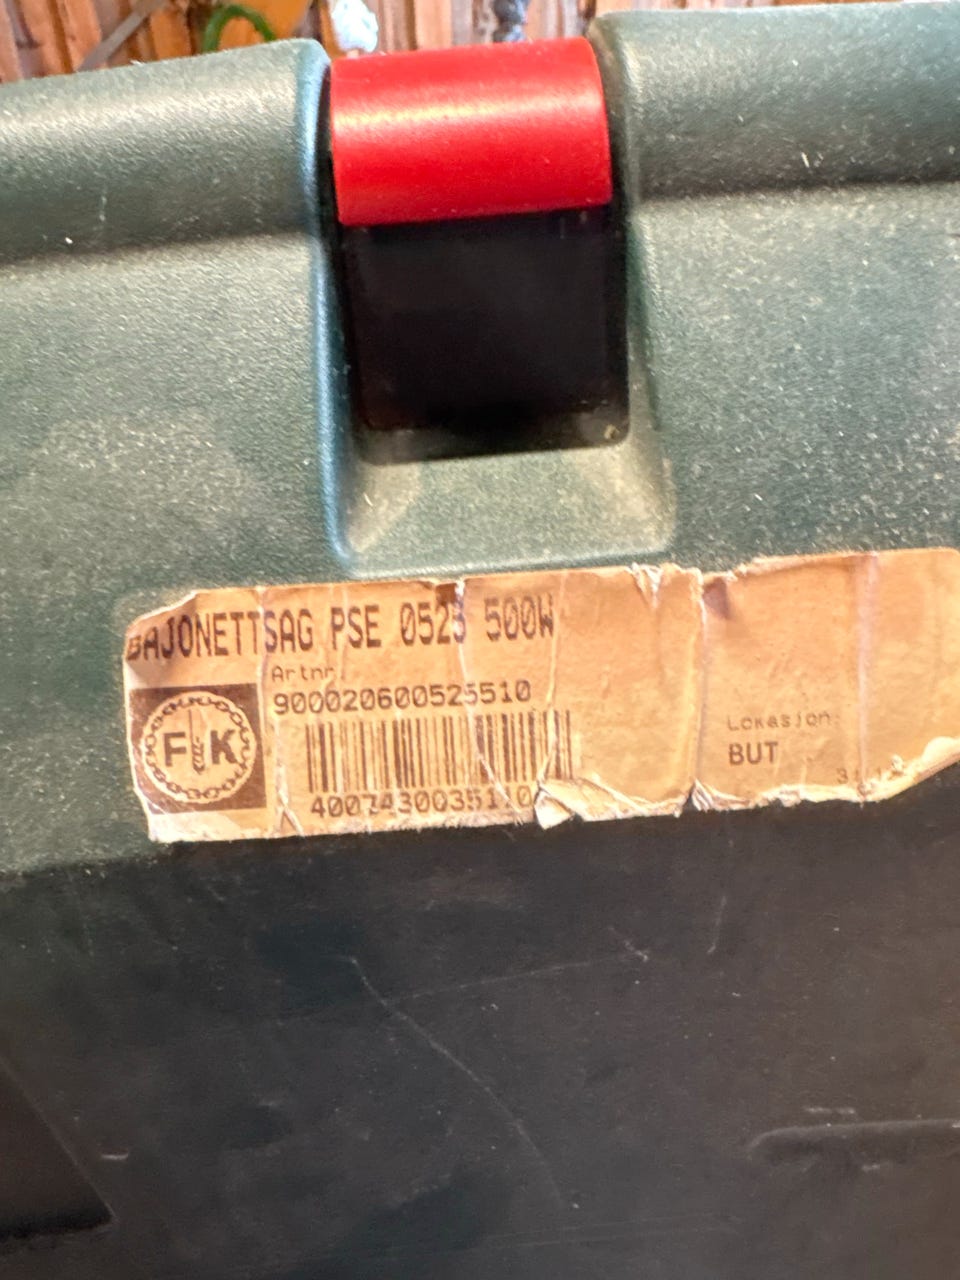 BAJONETTSAG PSE 0525 500W
Artnr.
900020600525510
F K
Lokasjon:
BUT